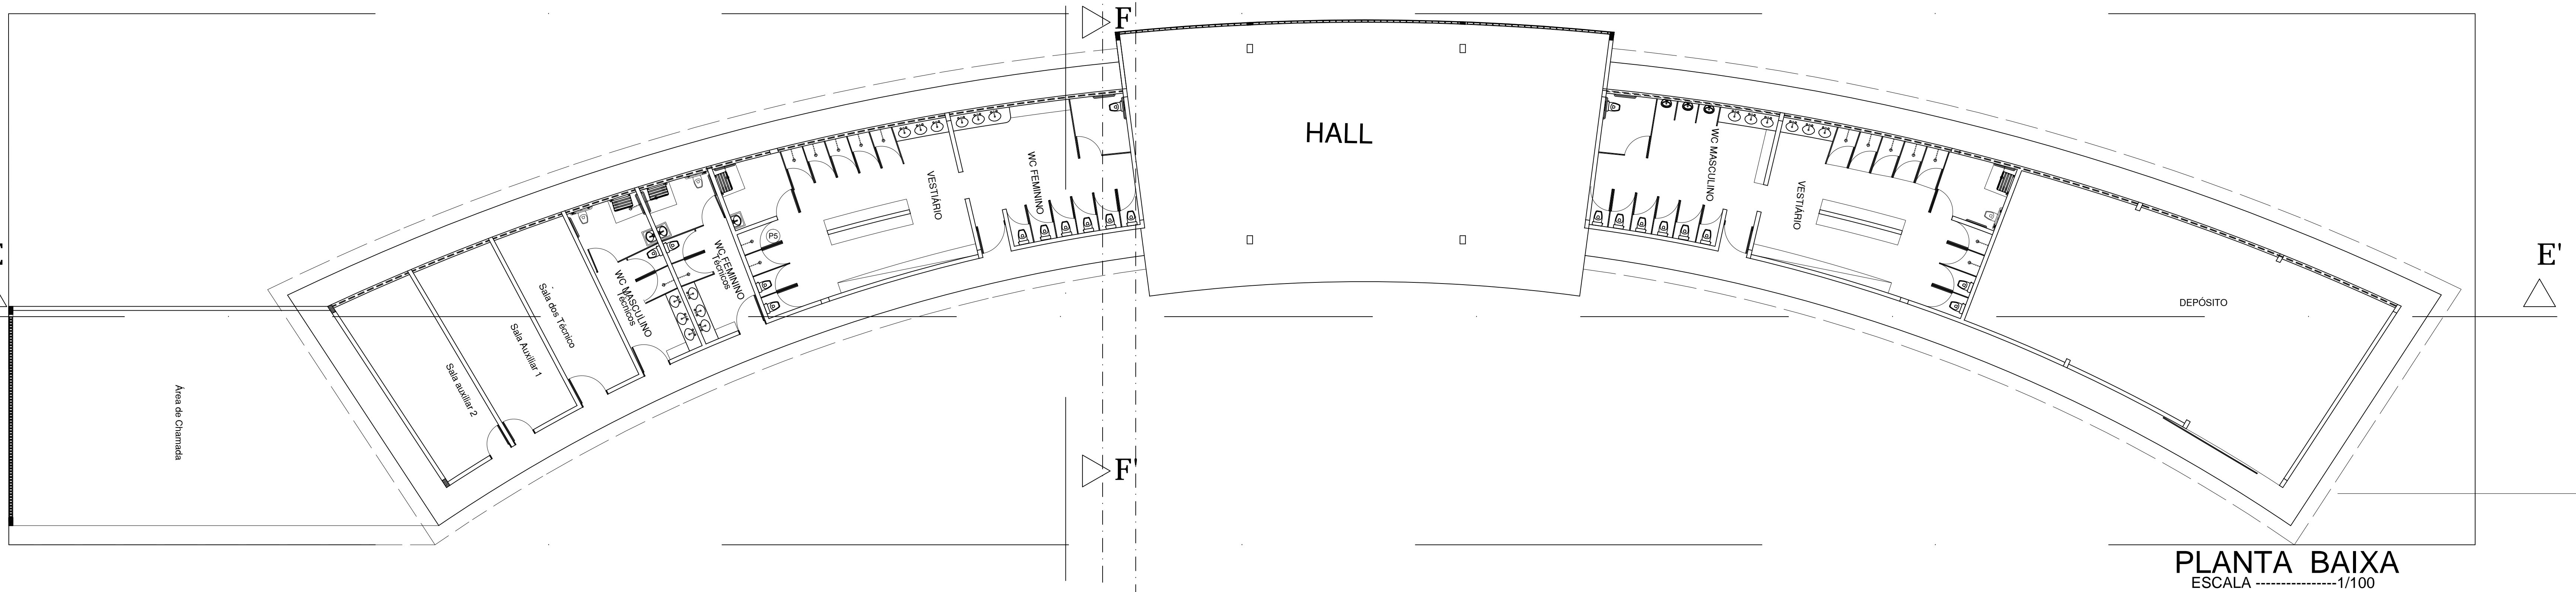 F
HALL
WC FEMININO
VESTIÁRIO
WC MASCULINO
VESTIÁRIO
P5
WC FEMININO
Técnicos
WC MASCULINO
Técnicos
Sala dos Técnico
Sala Auxiliar 1
Sala auxiliar 2
Área de Chamada
DEPÓSITO
E'
F'
PLANTA BAIXA
ESCALA ----------------1/100